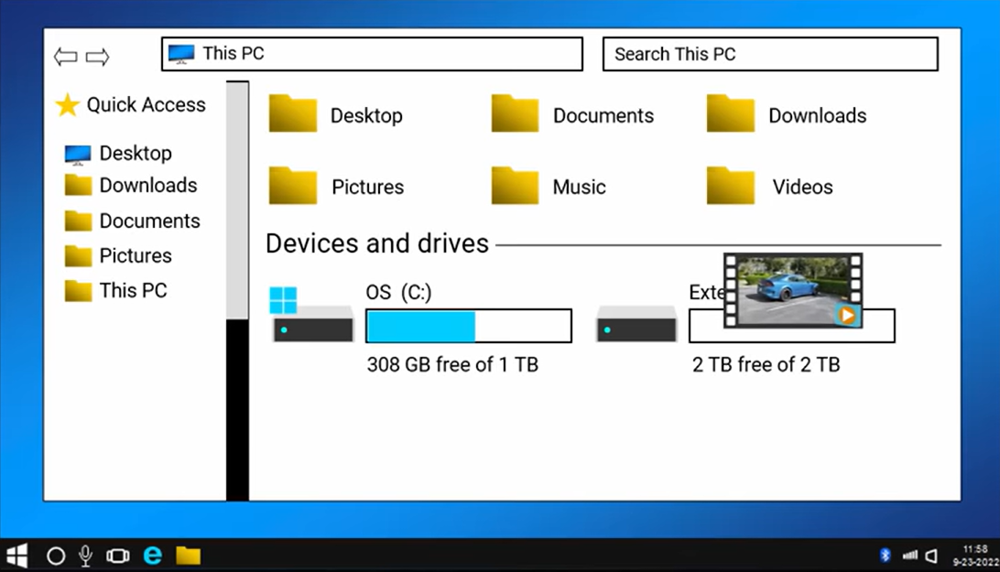 This PC
Search This PC
Quick Access
Desktop
Downloads
Documents
Pictures
This PC
Desktop
Documents
Downloads
Pictures
Music
Videos
Devices and drives
OS (C:)
308 GB free of 1 TB
2 TB free of 2 TB
11:58
9-23-2022